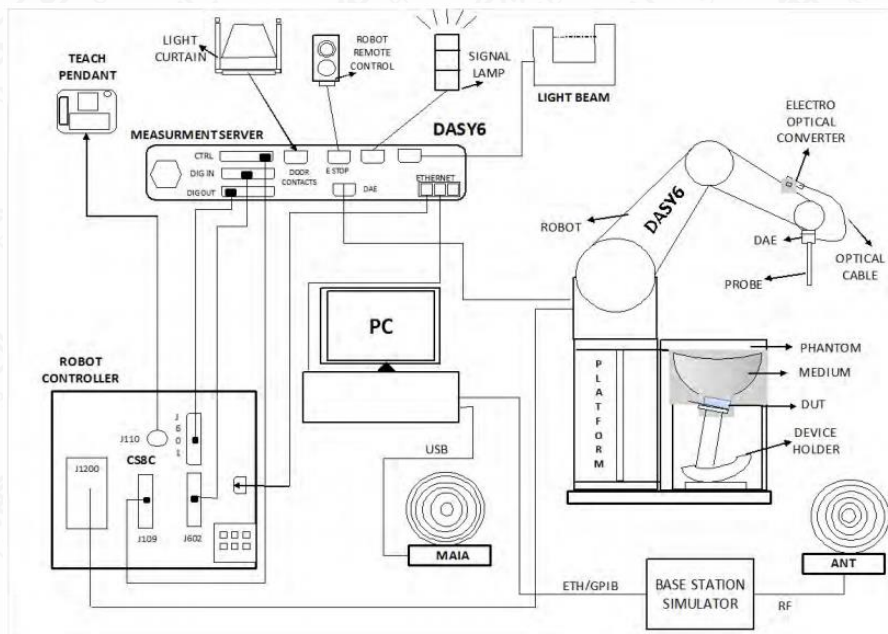 LIGHT
CURTAIN
ROBOT
REMOTE
CONTROL
SIGNAL
LAMP
LIGHT BEAM
TEACH
PENDANT
MEASURMENT SERVER
DASY6
CTRL
DIG IN
DIG OUT
DOOR
CONTACTS
E STOP
DAE
ETHERNET
ELECTRO
OPTICAL
CONVERTER
ROBOT
DASY6
DAE
OPTICAL
CABLE
PROBE
PC
PLATFORM
PHANTOM
MEDIUM
DUT
DEVICE
HOLDER
ROBOT
CONTROLLER
J110
J601
CS8C
J1200
J109
J602
USB
MAIA
ETH/GPIB
BASE STATION
SIMULATOR
RF
ANT